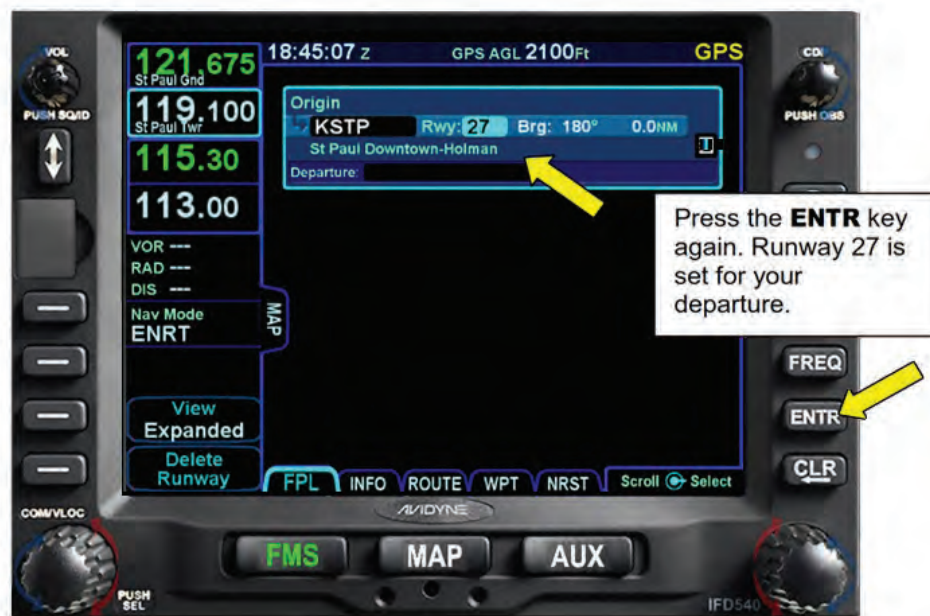 VOL
PUSH SQ/ID
121.675
St Paul Gnd
119.100
St Paul Twr
115.30
113.00
VOR ---
RAD ---
DIS ---
Nav Mode
ENRT
View
Expanded
Delete
Runway
18:45:07 Z GPS AGL 2100Ft GPS
Origin
KSTP Rwy: 27 Brg: 180° 0.0NM
St Paul Downtown-Holman
Departure:
MAP
FPL INFO ROUTE WPT NRST Scroll Select
CDI
PUSH OBS
Press the ENTR key
again. Runway 27 is
set for your
departure.
FREQ
ENTR
CLR
COM/VLOC
PUSH
SEL
AVIDYNE
FMS MAP AUX
IFD540